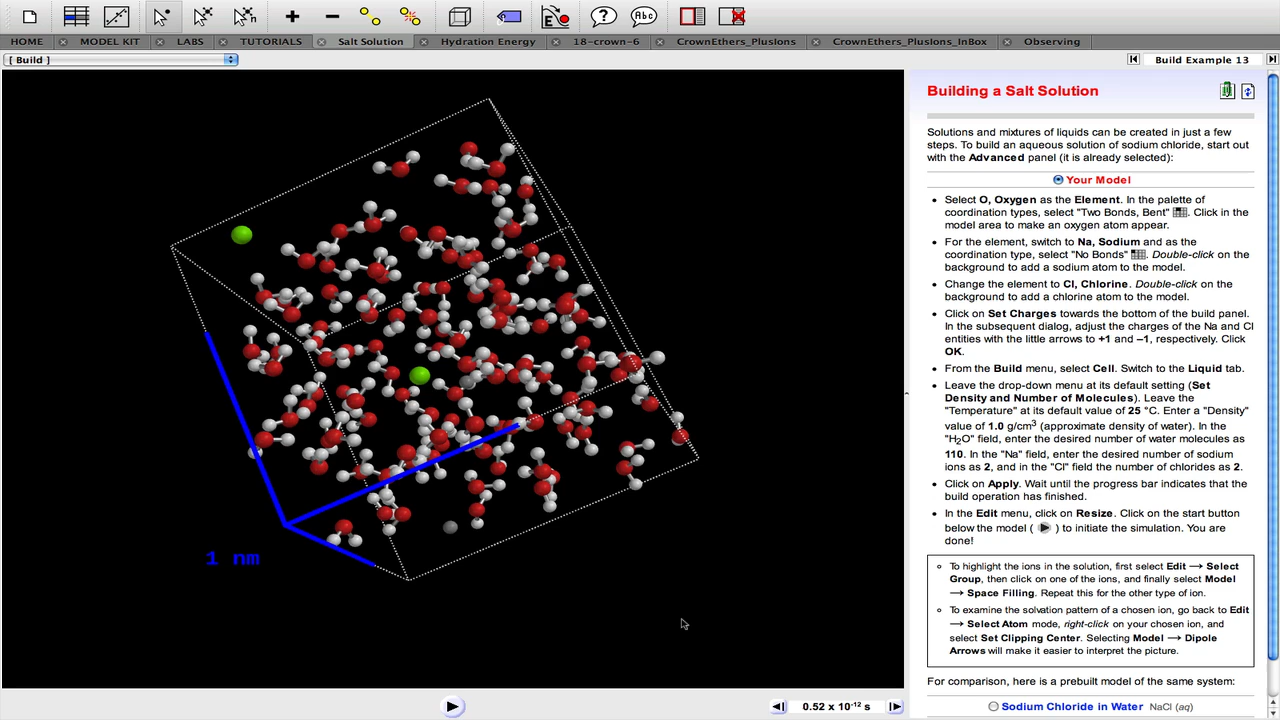 Abc
HOME
MODEL KIT
LABS
TUTORIALS
Salt Solution
Hydration Energy
18-crown-6
CrownEthers_PlusIons
CrownEthers_PlusIons_InBox
Observing
[ Build ]
Build Example 13
1 nm
0.52 x 10⁻¹² s
Building a Salt Solution
Solutions and mixtures of liquids can be created in just a few
steps. To build an aqueous solution of sodium chloride, start out
with the Advanced panel (it is already selected):
Your Model
• Select O, Oxygen as the Element. In the palette of
coordination types, select "Two Bonds, Bent" . Click in the
model area to make an oxygen atom appear.
• For the element, switch to Na, Sodium and as the
coordination type, select "No Bonds" . Double-click on the
background to add a sodium atom to the model.
• Change the element to Cl, Chlorine. Double-click on the
background to add a chlorine atom to the model.
• Click on Set Charges towards the bottom of the build panel.
In the subsequent dialog, adjust the charges of the Na and Cl
entities with the little arrows to +1 and –1, respectively. Click
OK.
• From the Build menu, select Cell. Switch to the Liquid tab.
• Leave the drop-down menu at its default setting (Set
Density and Number of Molecules). Leave the
"Temperature" at its default value of 25 °C. Enter a "Density"
value of 1.0 g/cm³ (approximate density of water). In the
"H₂O" field, enter the desired number of water molecules as
110. In the "Na" field, enter the desired number of sodium
ions as 2, and in the "Cl" field the number of chlorides as 2.
• Click on Apply. Wait until the progress bar indicates that the
build operation has finished.
• In the Edit menu, click on Resize. Click on the start button
below the model ( ▶ ) to initiate the simulation. You are
done!
◦ To highlight the ions in the solution, first select Edit → Select
Group, then click on one of the ions, and finally select Model
→ Space Filling. Repeat this for the other type of ion.
◦ To examine the solvation pattern of a chosen ion, go back to Edit
→ Select Atom mode, right-click on your chosen ion, and
select Set Clipping Center. Selecting Model → Dipole
Arrows will make it easier to interpret the picture.
For comparison, here is a prebuilt model of the same system:
Sodium Chloride in Water NaCl (aq)